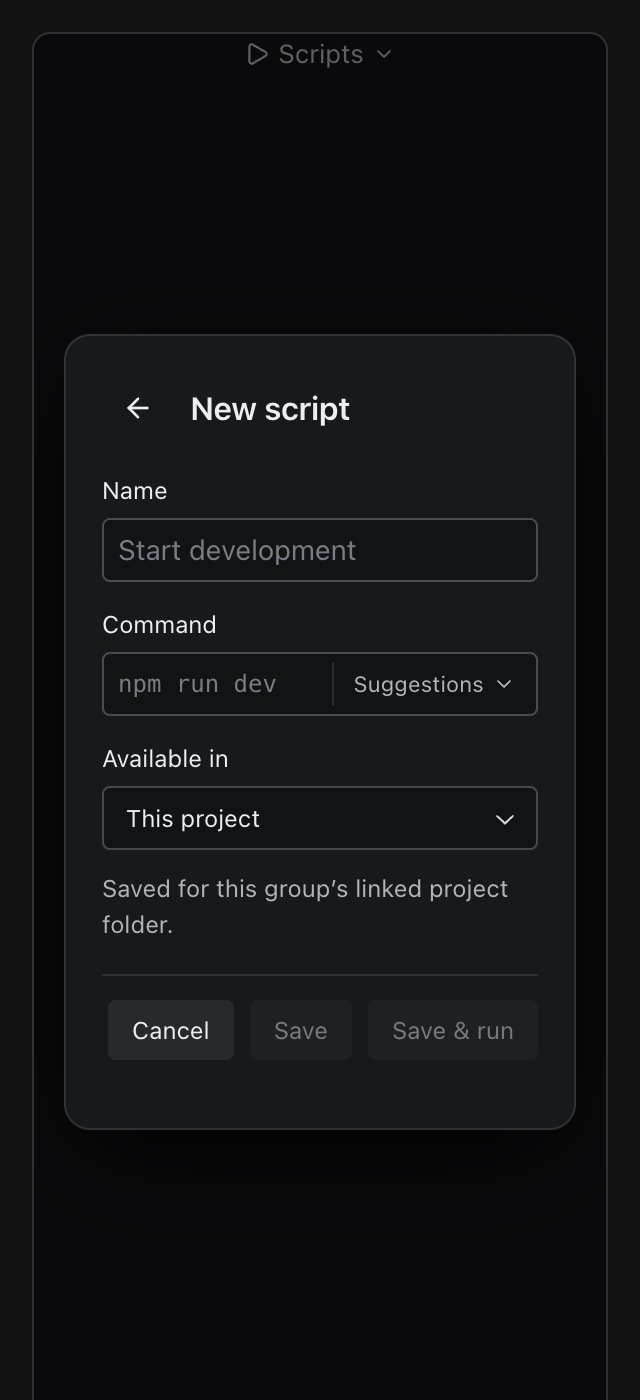 Scripts
New script
Name
Start development
Command
npm run dev
Suggestions
Available in
This project
Saved for this group’s linked project
folder.
Cancel
Save
Save & run